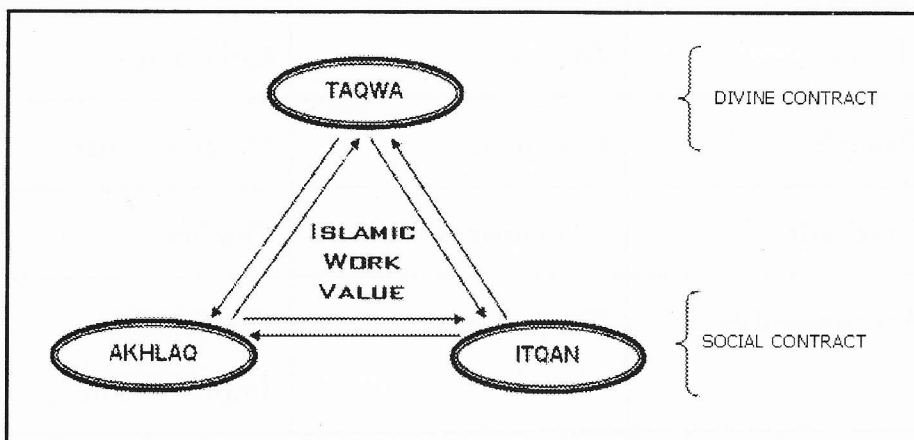 TAQWA
DIVINE CONTRACT
ISLAMIC
WORK
VALUE
AKHLAQ
ITQAN
SOCIAL CONTRACT